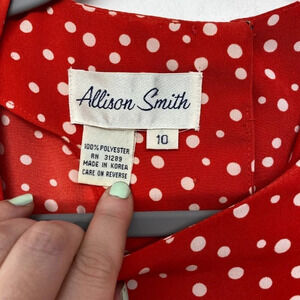 Allison Smith
10
100% POLYESTER
RN 31289
MADE IN KOREA
CARE ON REVERSE